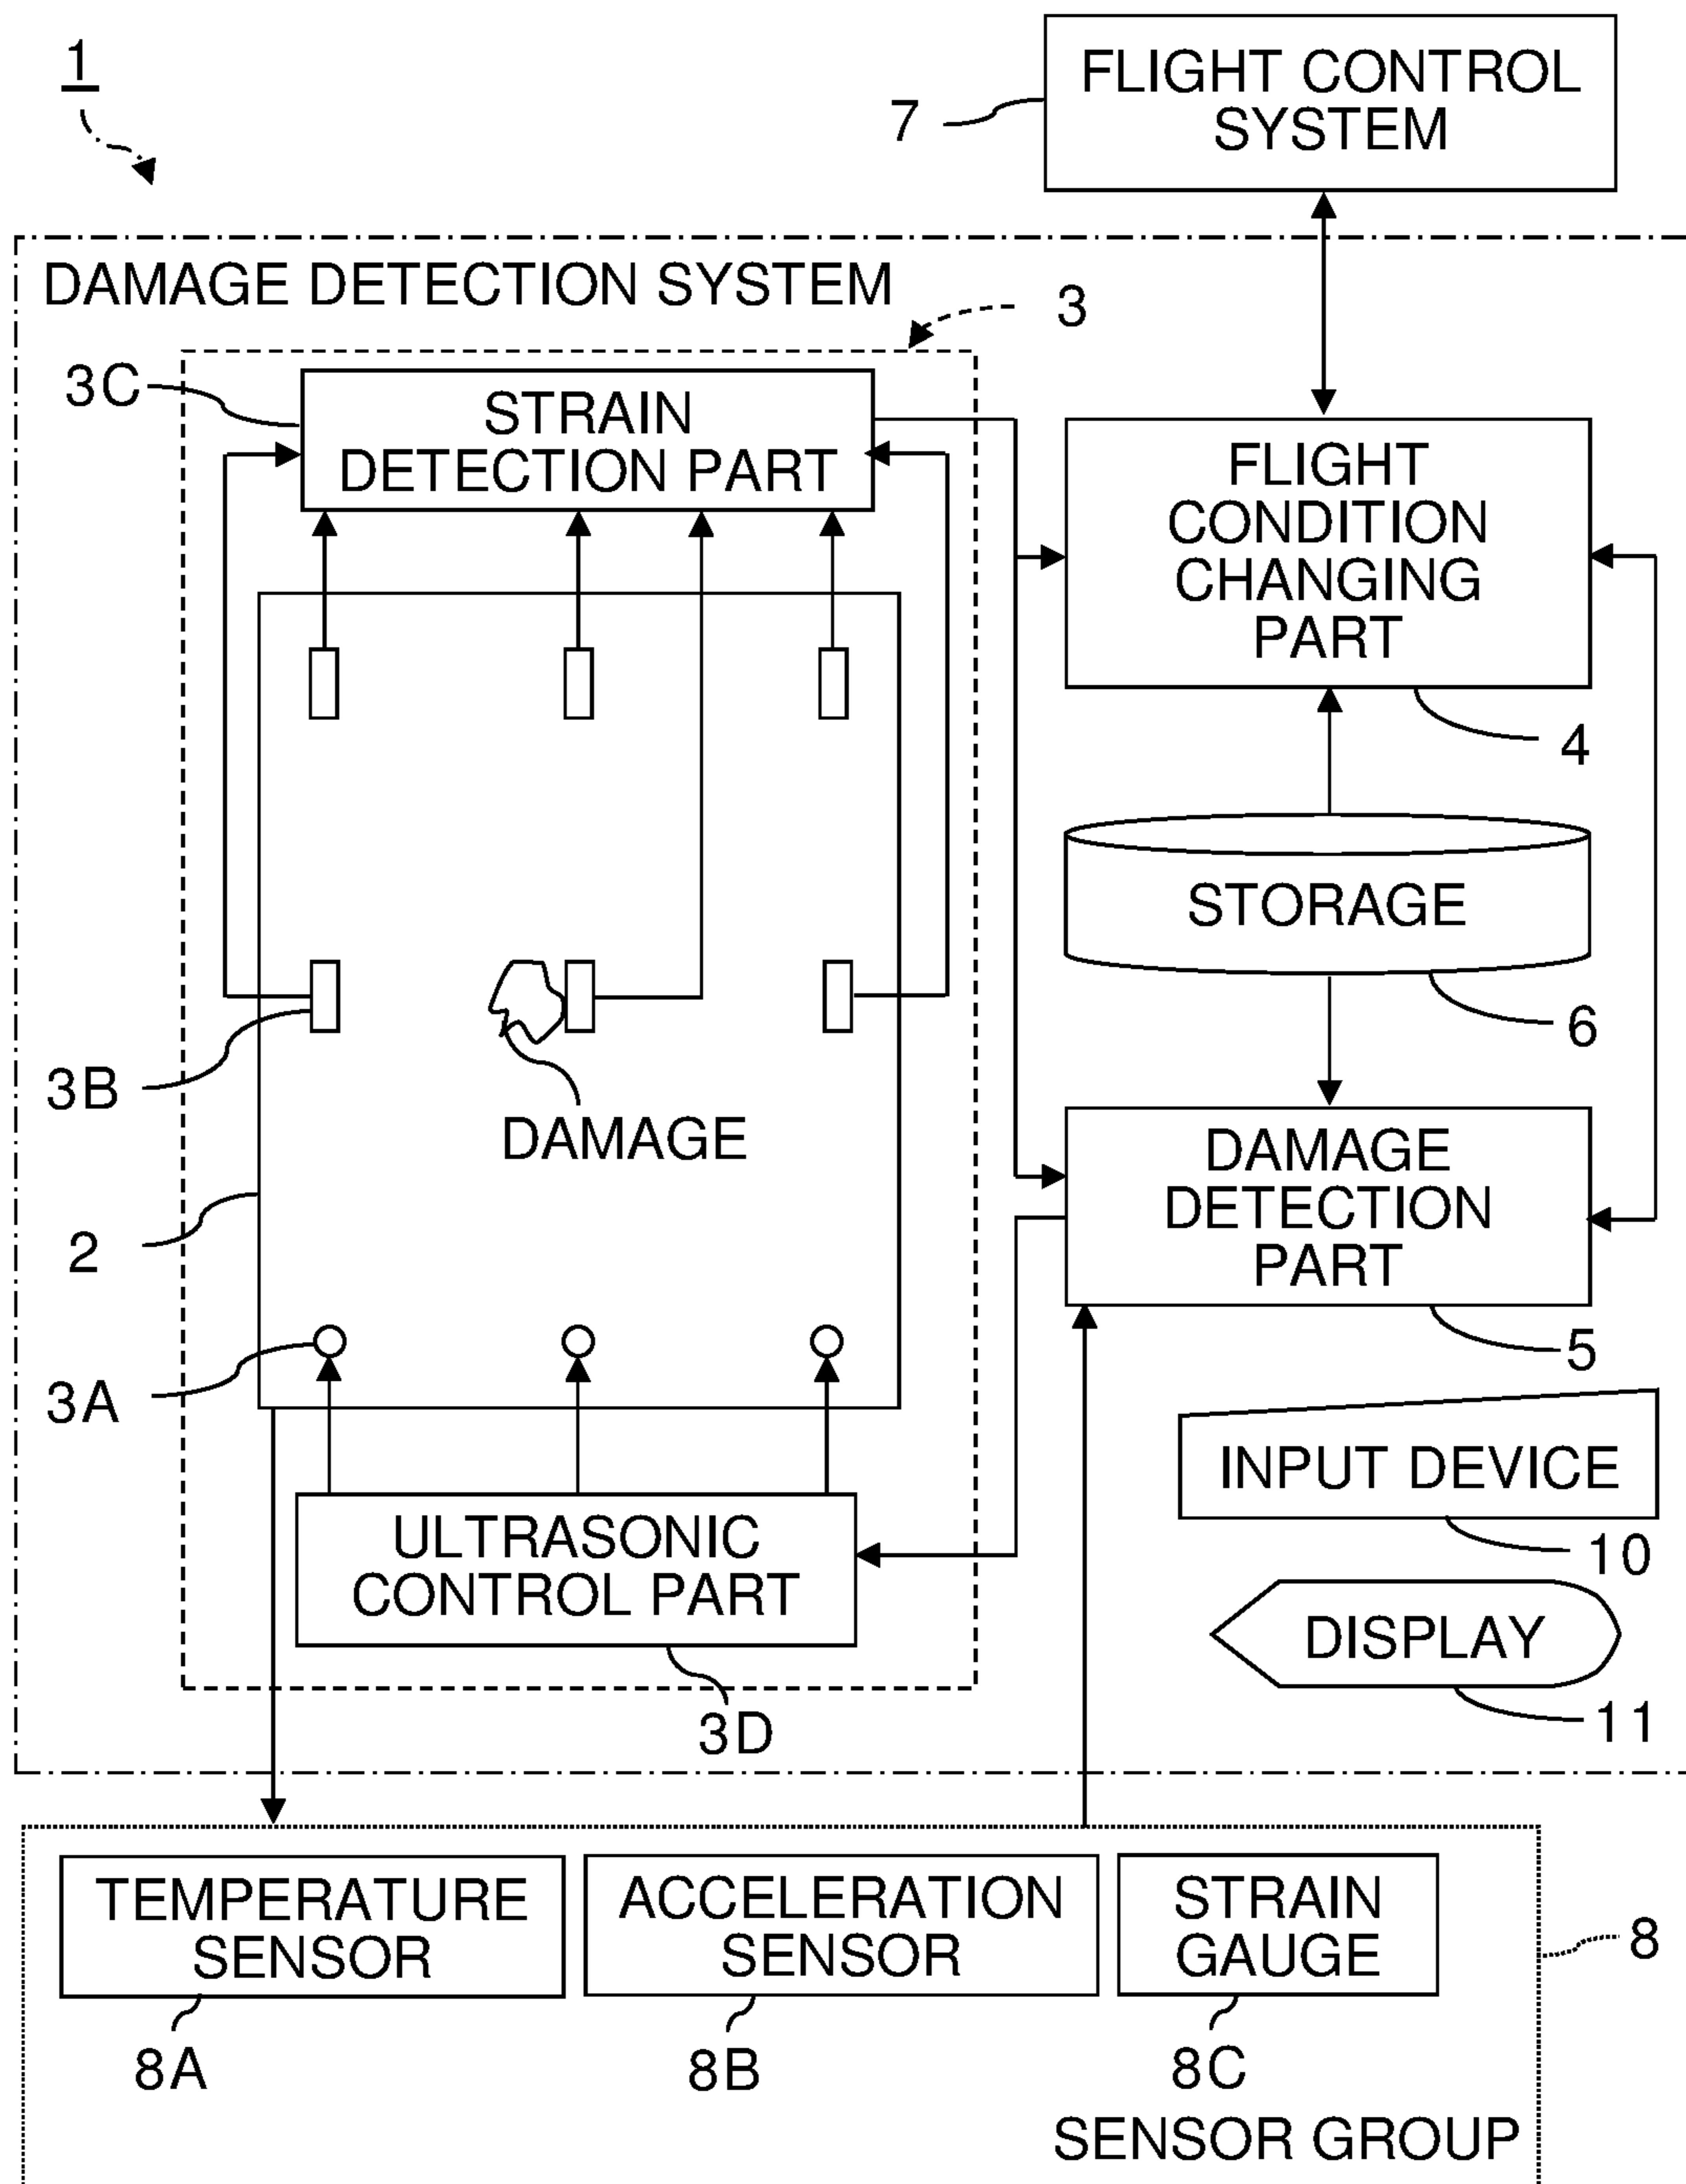 1
FLIGHT CONTROL
SYSTEM
7
DAMAGE DETECTION SYSTEM
3
3C
STRAIN
DETECTION PART
FLIGHT
CONDITION
CHANGING
PART
4
STORAGE
6
3B
DAMAGE
DAMAGE
DETECTION
PART
5
2
3A
INPUT DEVICE
10
ULTRASONIC
CONTROL PART
3D
DISPLAY
11
TEMPERATURE
SENSOR
8A
ACCELERATION
SENSOR
8B
STRAIN
GAUGE
8C
8
SENSOR GROUP